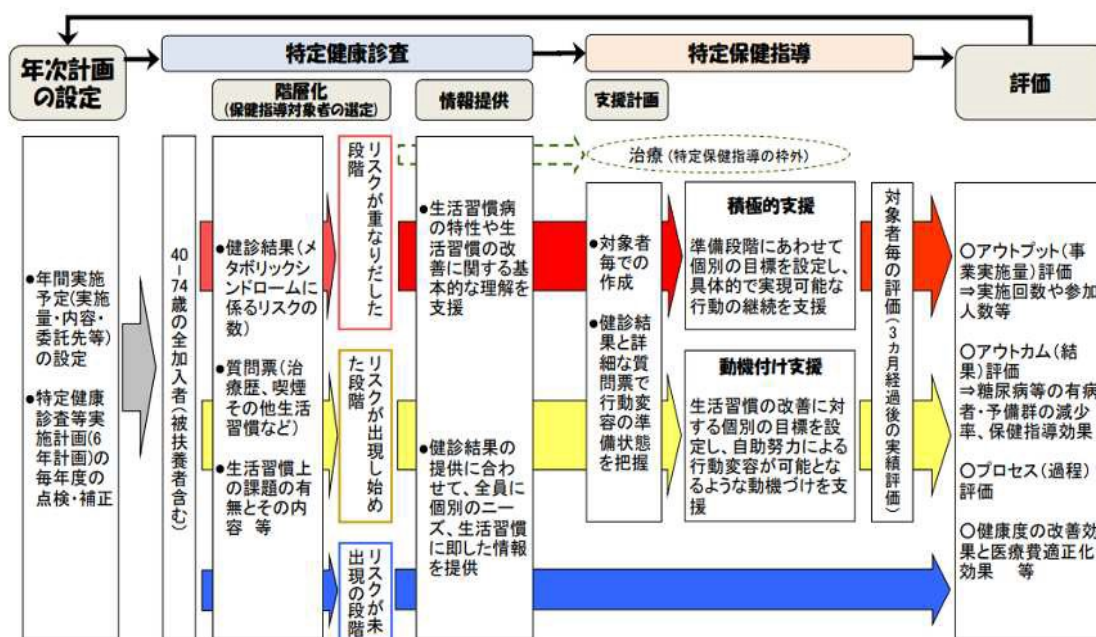 特定健康診査
特定保健指導
年次計画
の設定
階層化
(保健指導対象者の選定)
情報提供
支援計画
評価
●年間実施
予定(実施
量・内容・
委託先等)
の設定
●特定健康
診査等実
施計画(6
年計画)の
毎年度の
点検・補正
40-74歳の全加入者(被扶養者含む)
●健診結果(メ
タボリックシ
ンドロームに
係るリスクの
数)
●質問票(治
療歴、喫煙
その他生活
習慣など)
●生活習慣上
の課題の有
無とその内
容 等
リスクが重なりだした
段階
リスクが出現し始め
た段階
リスクが未
出現の段階
●生活習慣病
の特性や生
活習慣の改
善に関する基
本的な理解を
支援
●健診結果の
提供に合わ
せて、全員に
個別のニー
ズ、生活習慣
に即した情報
を提供
治療(特定保健指導の枠外)
●対象者
毎での
作成
●健診結
果と詳
細な質
問票で
行動変
容の準
備状態
を把握
積極的支援
準備段階にあわせて
個別の目標を設定し、
具体的で実現可能な
行動の継続を支援
動機付け支援
生活習慣の改善に対
する個別の目標を設
定し、自助努力による
行動変容が可能とな
るような動機づけを支
援
対象者毎の評価(3カ月経過後の実績評価)
○アウトプット(事
業実施量)評価
⇒実施回数や参加
人数等
○アウトカム(結
果)評価
⇒糖尿病等の有病
者・予備群の減少
率、保健指導効果
○プロセス(過程)
評価
○健康度の改善効
果と医療費適正化
効果 等